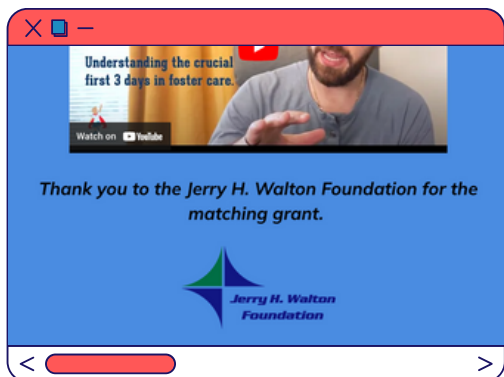 Understanding the crucial
first 3 days in foster care.
Watch on YouTube
Thank you to the Jerry H. Walton Foundation for the
matching grant.
Jerry H. Walton
Foundation